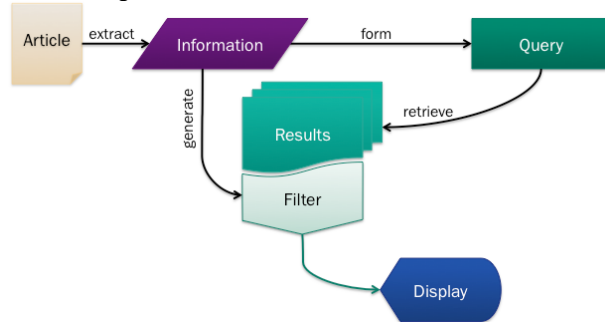 Article
extract
Information
form
Query
generate
retrieve
Results
Filter
Display